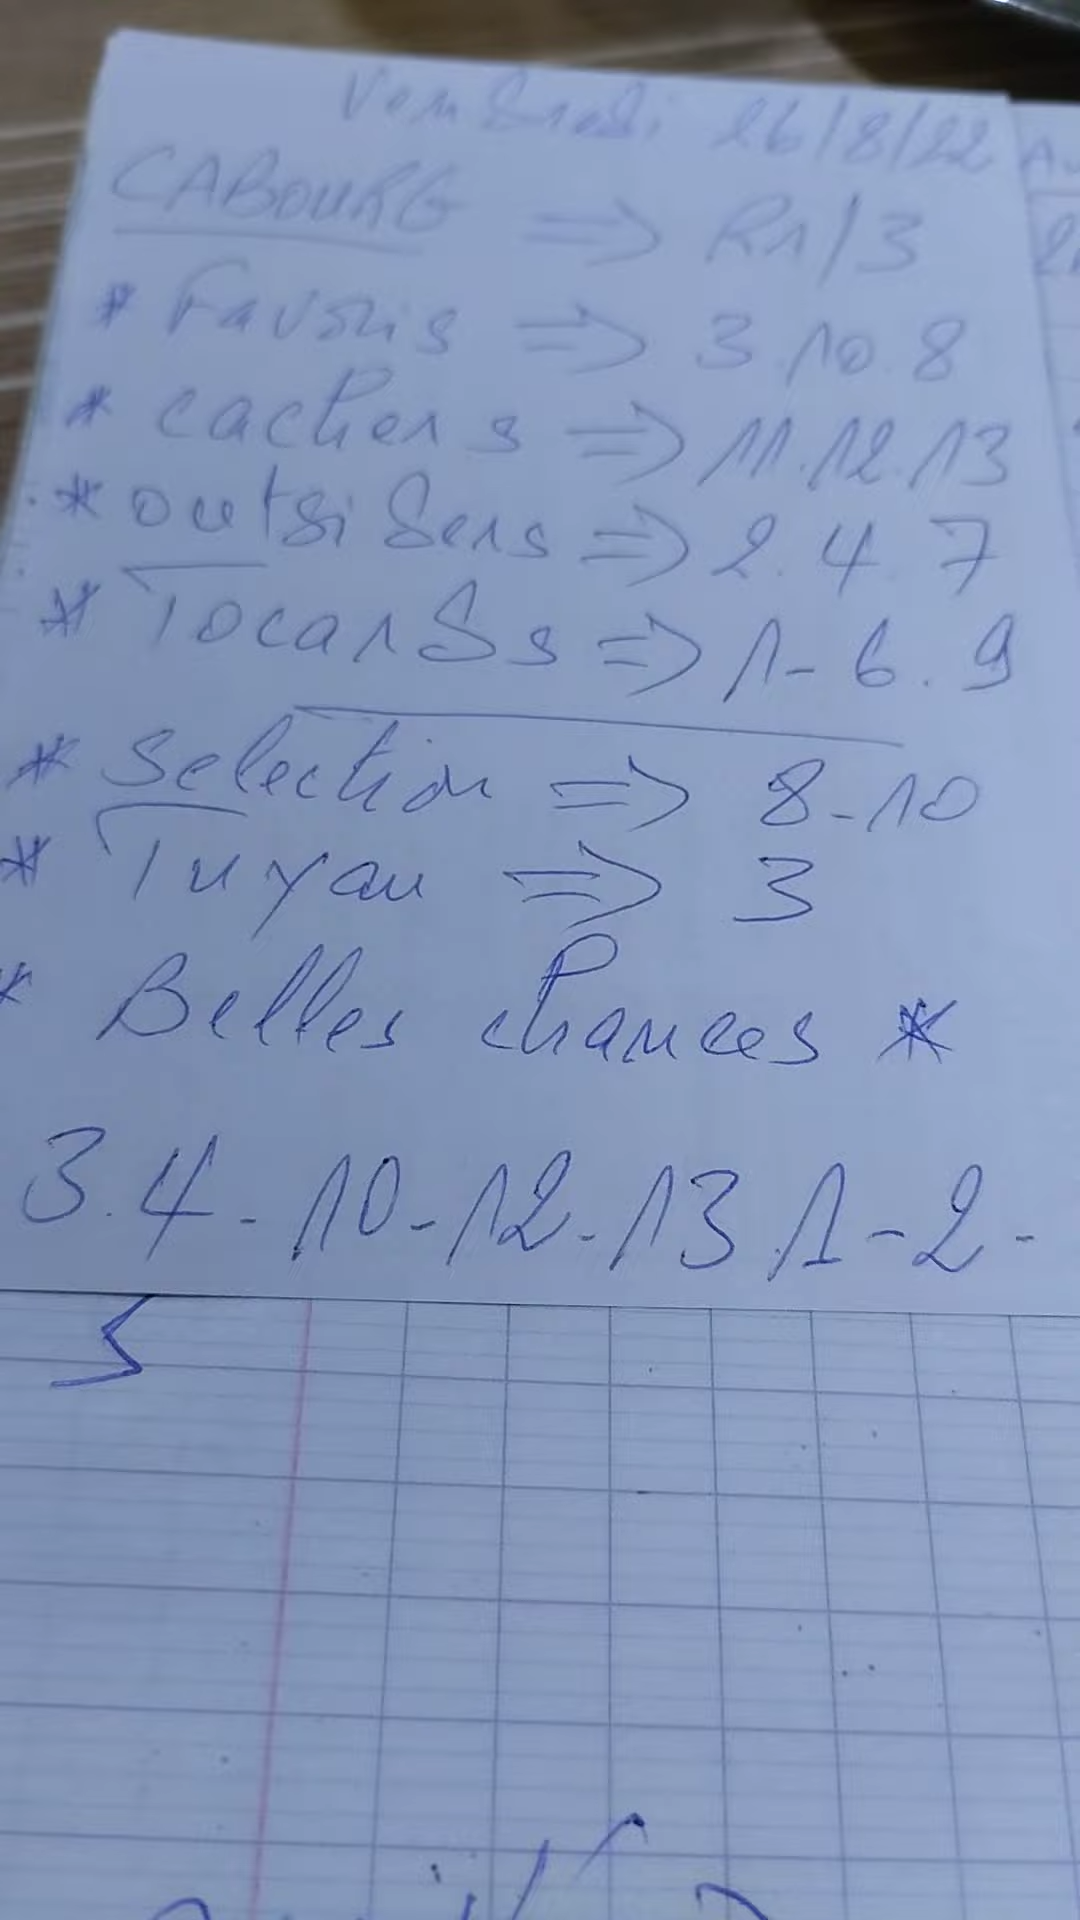 Vendredi 26/8/22
CABOURG => R1/3
* Favoris => 3.10.8
* cachers => 11.12.13
* outsiders => 2.4.7
* Tocards => 1-6.9
* Selection => 8-10
* Tuyau => 3
* Belles chances *
3.4-10-12-13.1-2-